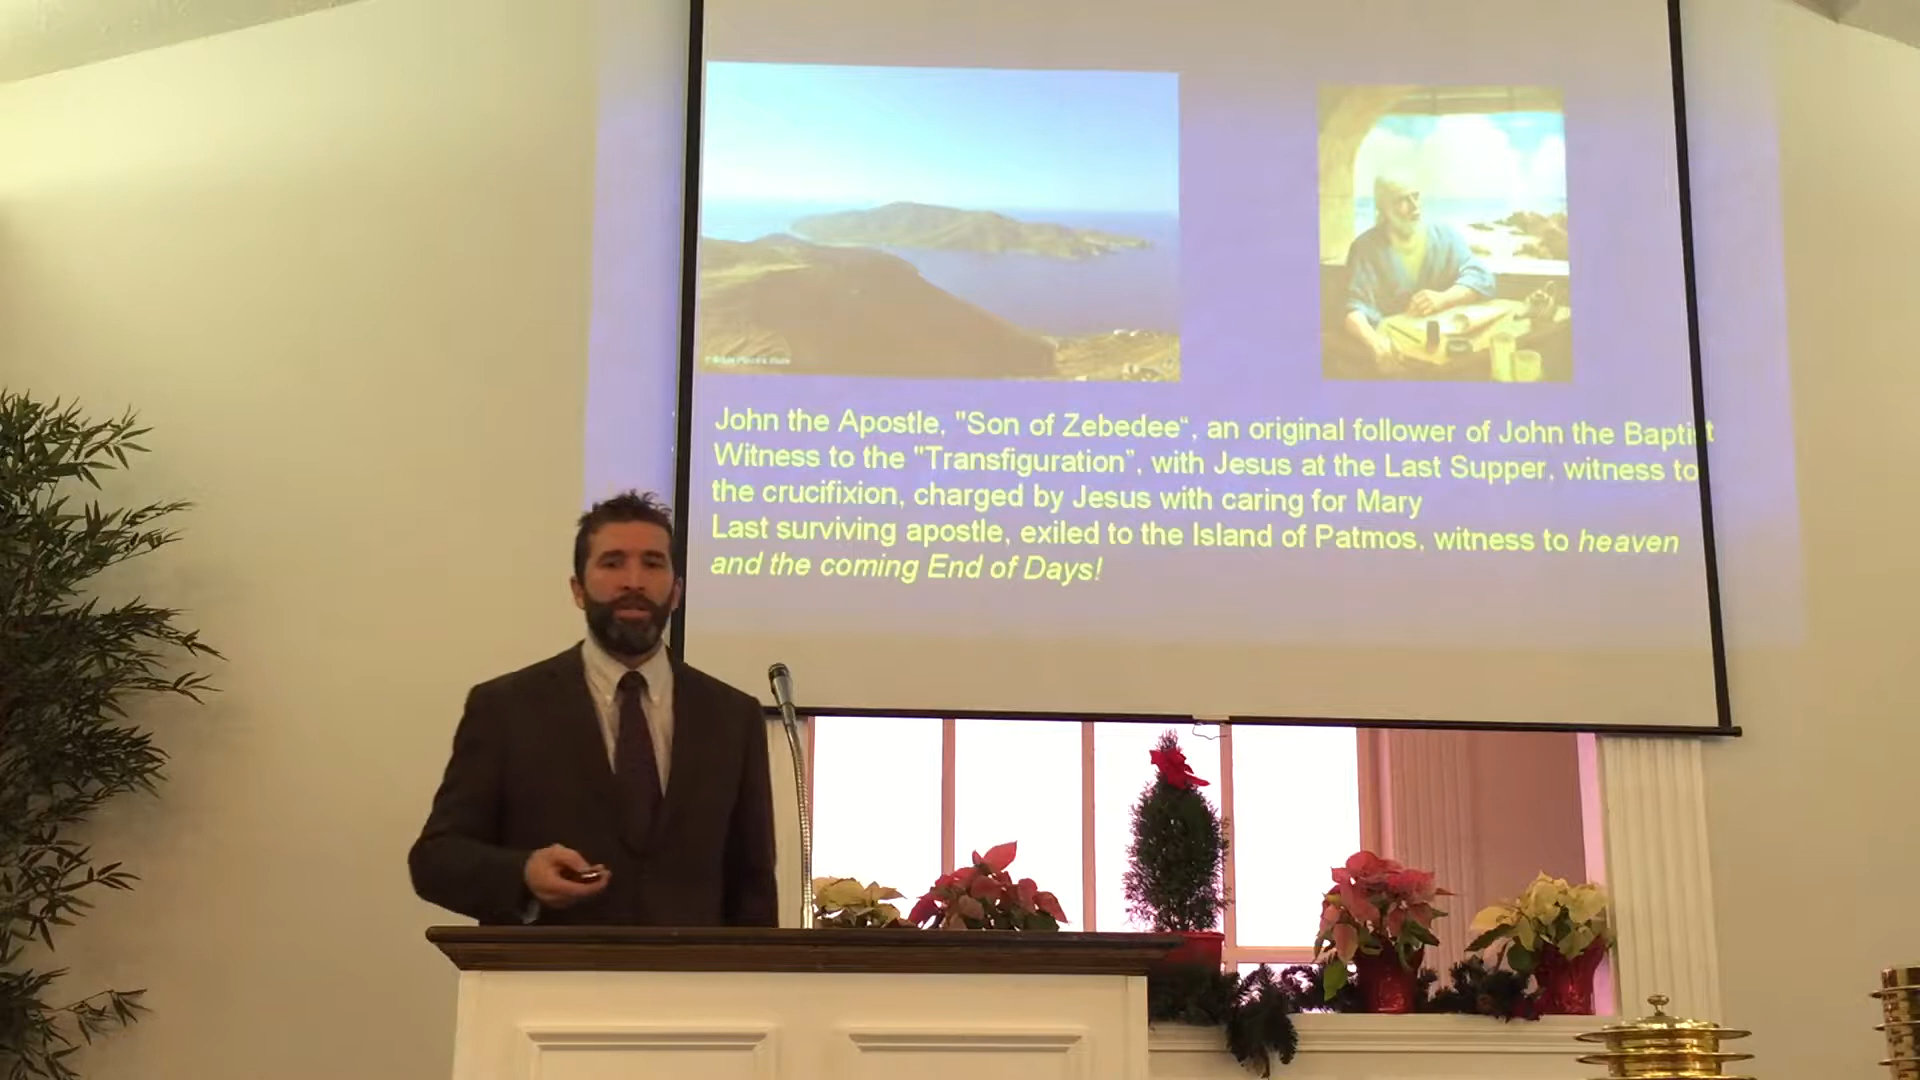 John the Apostle, "Son of Zebedee“, an original follower of John the Baptist
Witness to the "Transfiguration”, with Jesus at the Last Supper, witness to
the crucifixion, charged by Jesus with caring for Mary
Last surviving apostle, exiled to the Island of Patmos, witness to heaven
and the coming End of Days!